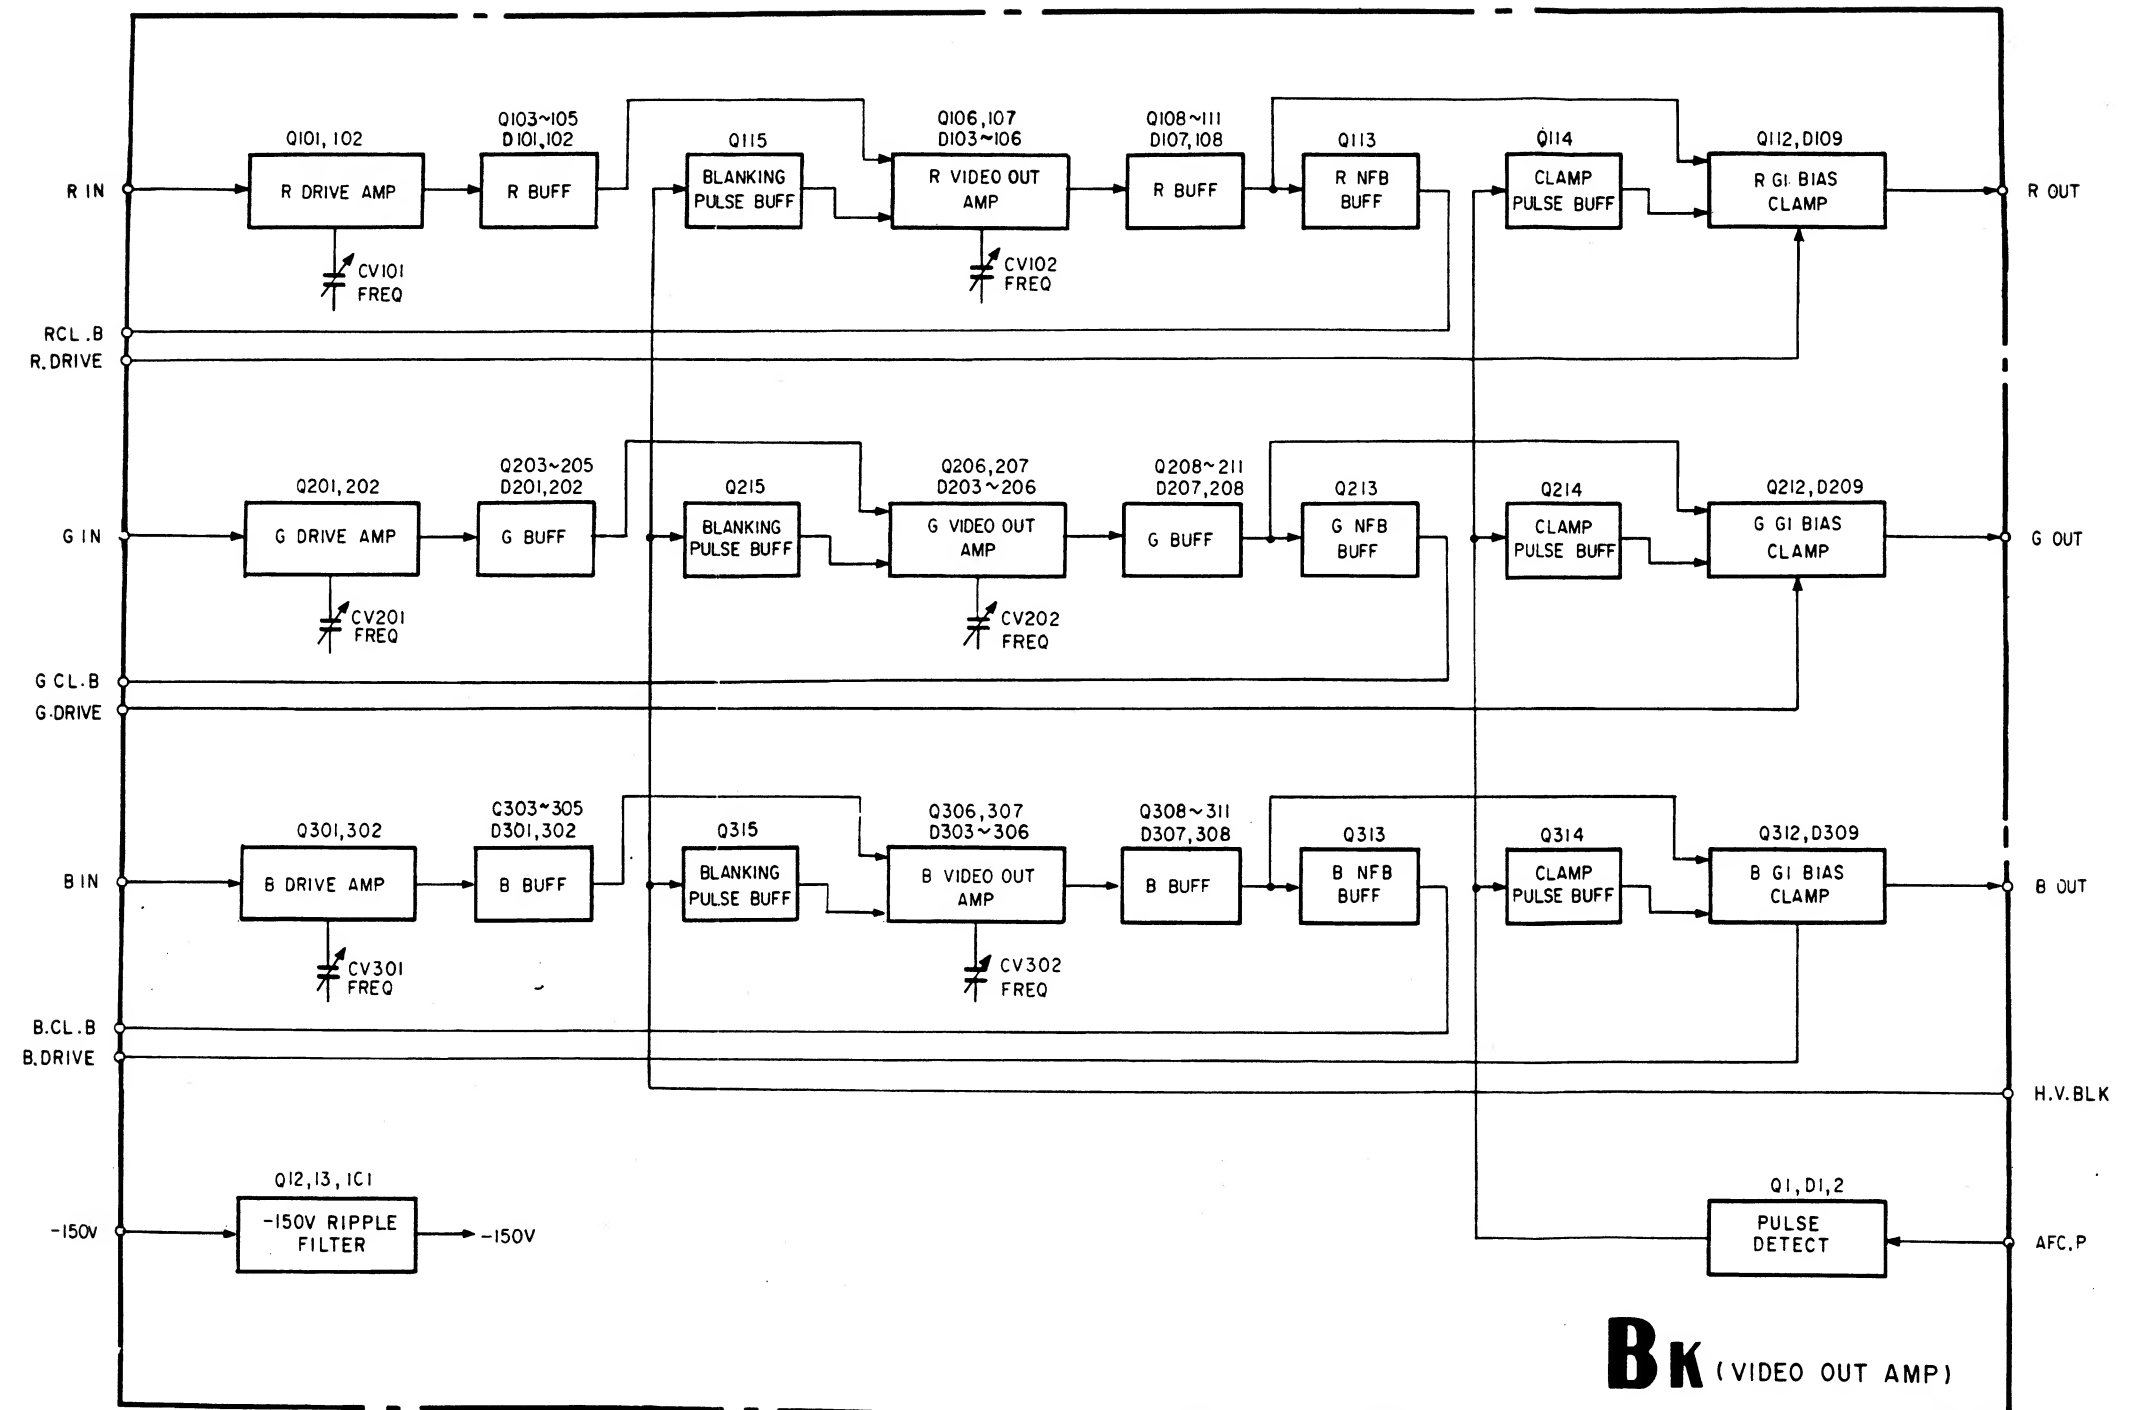 Q103~105
Q106,107
Q108~111
Q101,102
D101,102
Q115
D103~106
D107,108
Q113
Q114
Q112,D109
R IN
R DRIVE AMP
R BUFF
BLANKING
PULSE BUFF
R VIDEO OUT
AMP
R BUFF
R NFB
BUFF
CLAMP
PULSE BUFF
R G1 BIAS
CLAMP
R OUT
CV101
FREQ
CV102
FREQ
RCL.B
R.DRIVE
Q203~205
Q206,207
Q208~211
Q201,202
D201,202
Q215
D203~206
D207,208
Q213
Q214
Q212,D209
G IN
G DRIVE AMP
G BUFF
BLANKING
PULSE BUFF
G VIDEO OUT
AMP
G BUFF
G NFB
BUFF
CLAMP
PULSE BUFF
G G1 BIAS
CLAMP
G OUT
CV201
FREQ
CV202
FREQ
G CL.B
G.DRIVE
Q303~305
Q306,307
Q308~311
Q301,302
D301,302
Q315
D303~306
D307,308
Q313
Q314
Q312,D309
B IN
B DRIVE AMP
B BUFF
BLANKING
PULSE BUFF
B VIDEO OUT
AMP
B BUFF
B NFB
BUFF
CLAMP
PULSE BUFF
B G1 BIAS
CLAMP
B OUT
CV301
FREQ
CV302
FREQ
B.CL.B
B.DRIVE
H.V.BLK
Q12,13,IC1
Q1,D1,2
-150V
-150V RIPPLE
FILTER
-150V
PULSE
DETECT
AFC.P
BK (VIDEO OUT AMP)